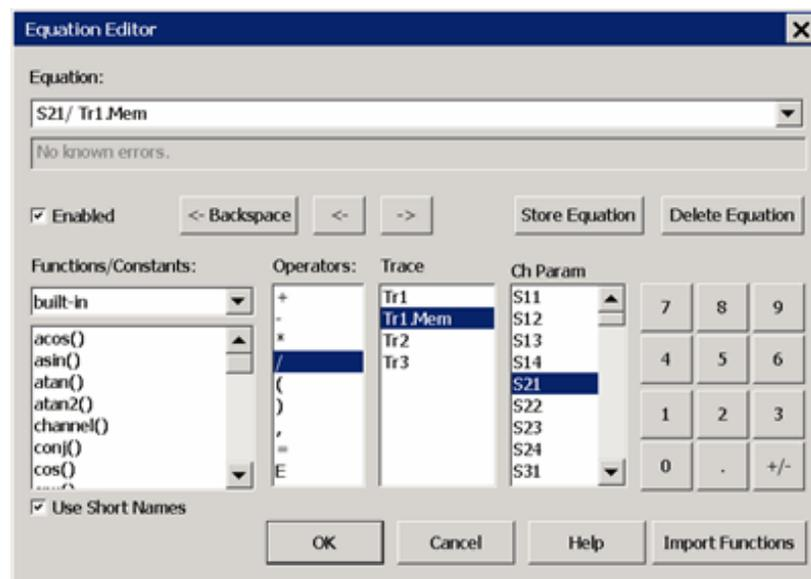 Equation Editor
Equation:
S21/ Tr1.Mem
No known errors.
Enabled
<- Backspace
<-
->
Store Equation
Delete Equation
Functions/Constants:
built-in
acos()
asin()
atan()
atan2()
channel()
conj()
cos()
Operators:
+
-
*
/
(
)
,
=
E
Trace
Tr1
Tr1.Mem
Tr2
Tr3
Ch Param
S11
S12
S13
S14
S21
S22
S23
S24
S31
7 8 9
4 5 6
1 2 3
0 . +/-
Use Short Names
OK
Cancel
Help
Import Functions